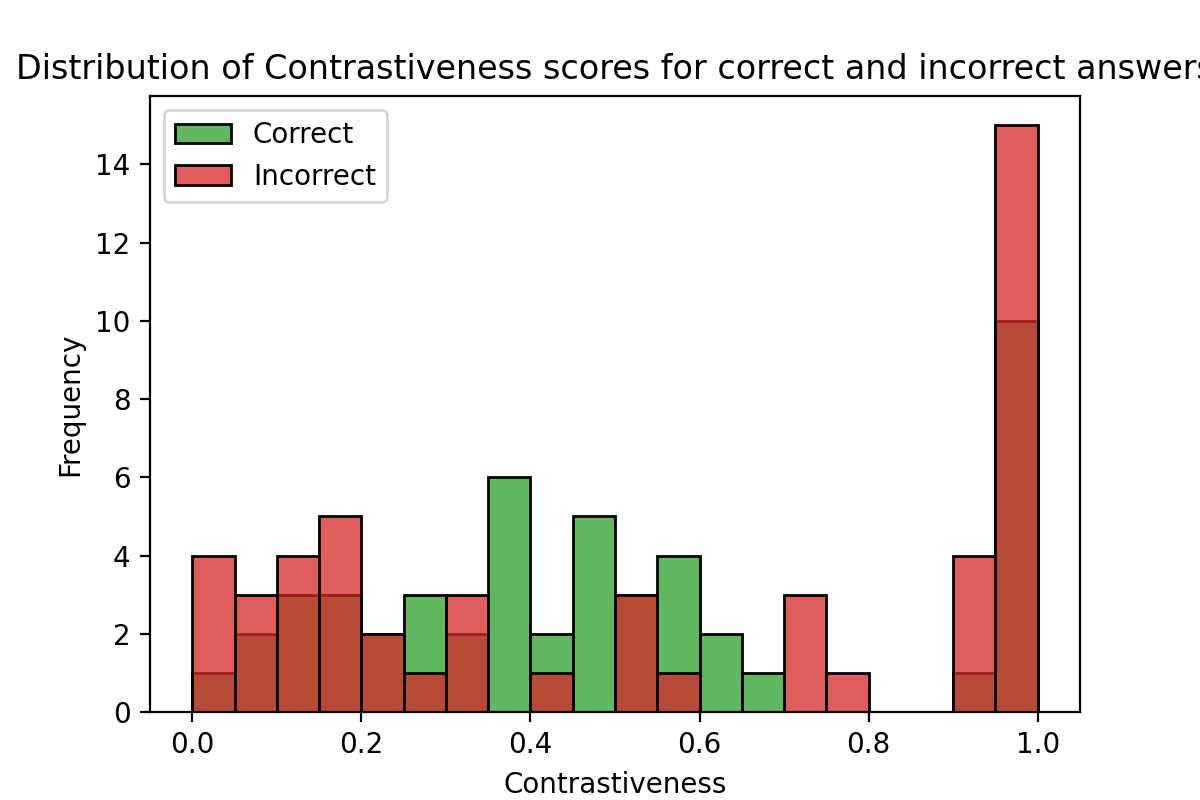 Distribution of Contrastiveness scores for correct and incorrect answers
Correct
Incorrect
14
12
10
8
6
4
2
0
Frequency
0.0 0.2 0.4 0.6 0.8 1.0
Contrastiveness